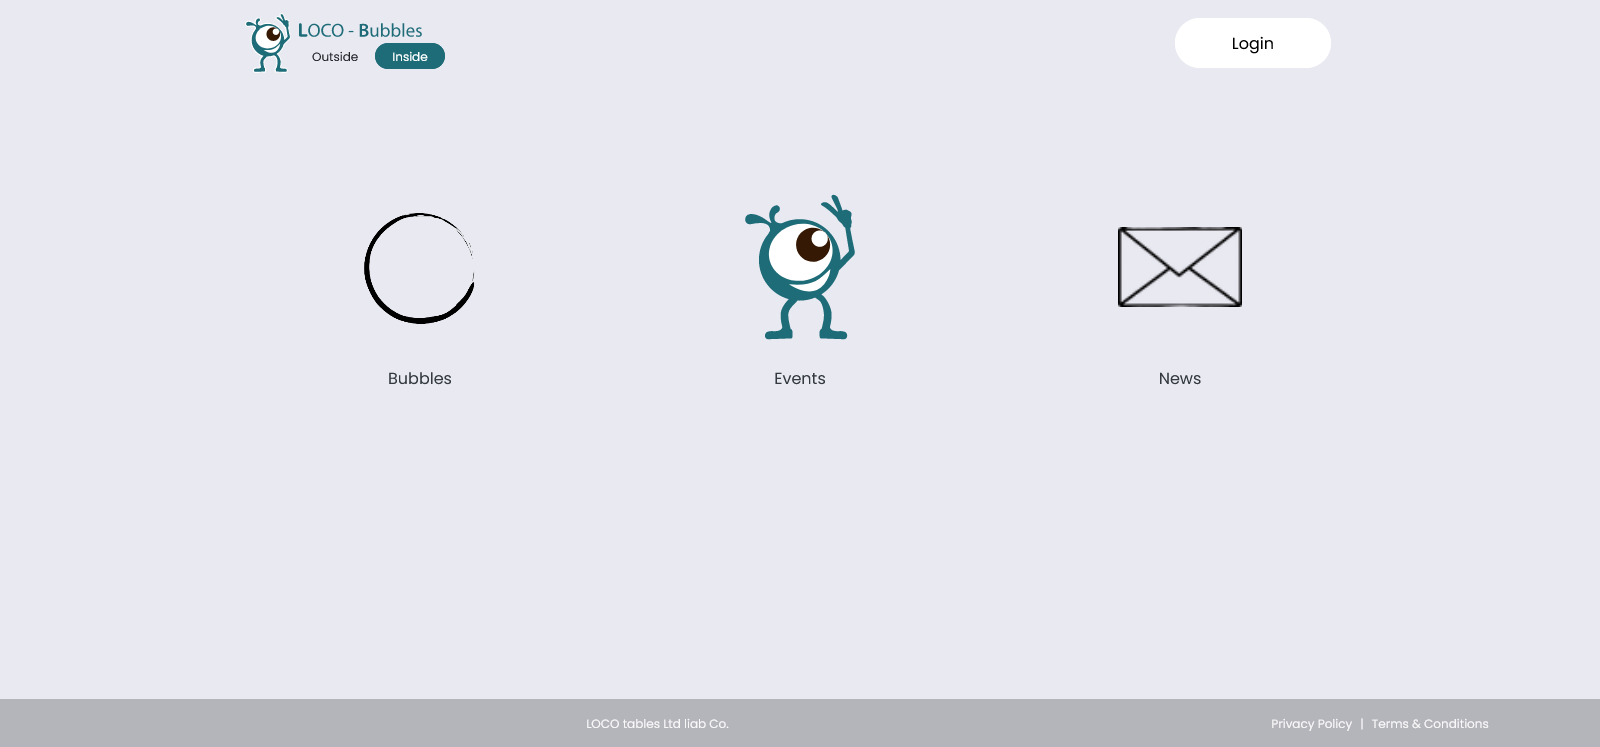 LOCO - Bubbles
Outside Inside
Login
Bubbles
Events
News
LOCO tables Ltd liab Co.
Privacy Policy | Terms & Conditions